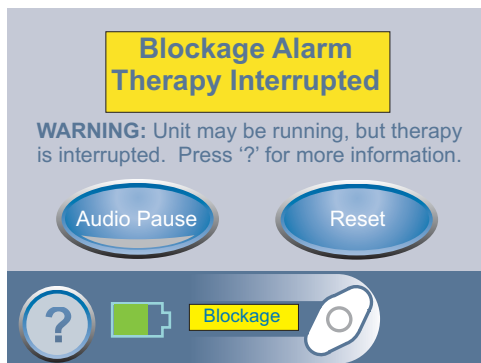 Blockage Alarm
Therapy Interrupted
WARNING: Unit may be running, but therapy
is interrupted.  Press ‘?’ for more information.
Audio Pause
Reset
?
Blockage